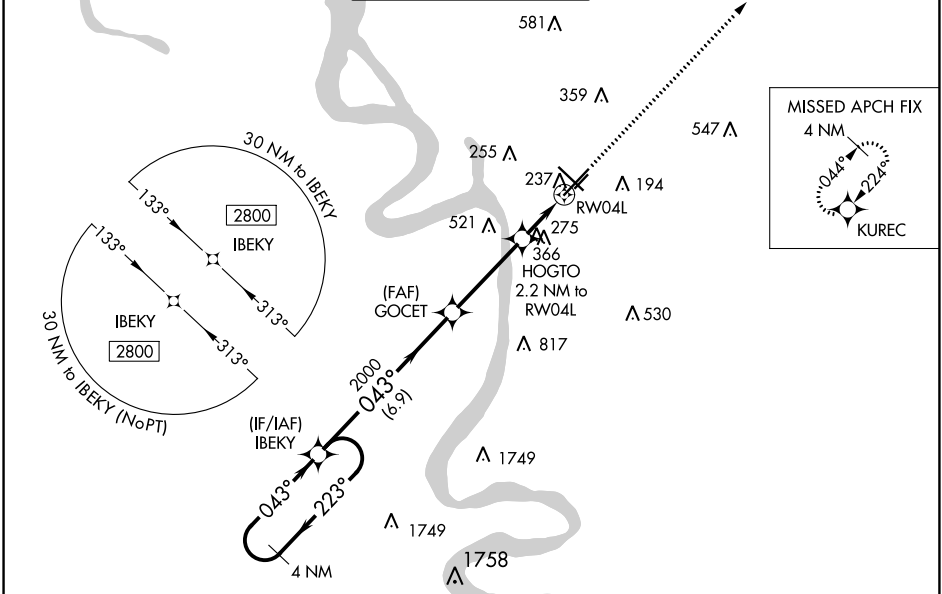 581
359
547
MISSED APCH FIX
4 NM
044°
224°
KUREC
30 NM to IBEKY
133°
2800
IBEKY
313°
255
237
194
RW04L
521
275
366
HOGTO
2.2 NM to
RW04L
133°
IBEKY
2800
313°
30 NM to IBEKY (NoPT)
(FAF)
GOCET
530
817
2000
043°
(6.9)
(IF/IAF)
IBEKY
043°
223°
4 NM
1749
1749
1758